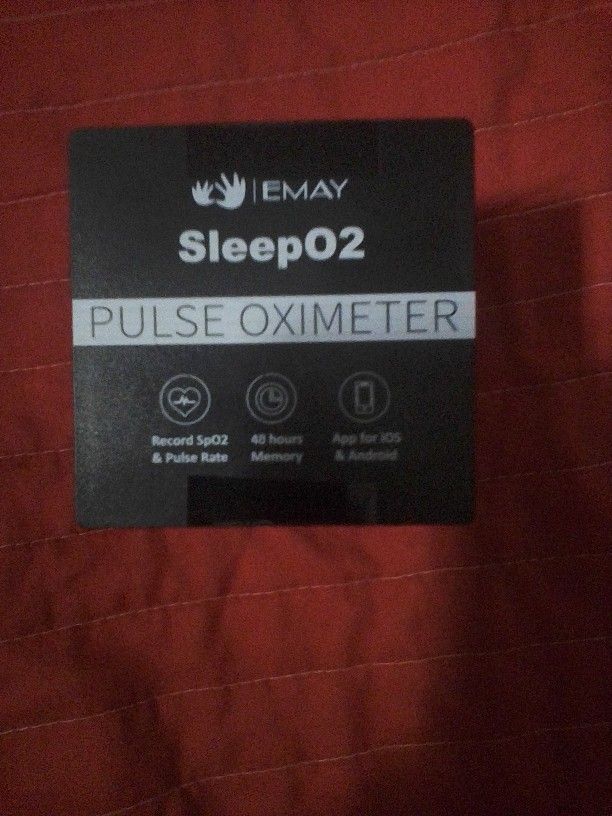 EMAY
SleepO2
PULSE OXIMETER
Record SpO2 48 hours App for iOS
& Pulse Rate Memory & Android